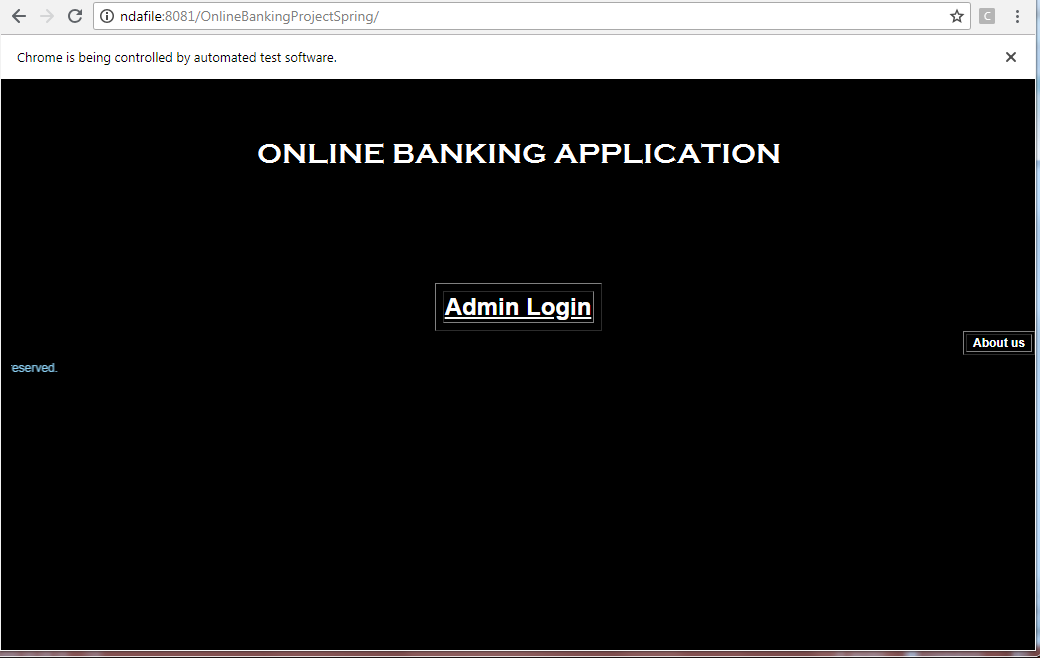 ndafile:8081/OnlineBankingProjectSpring/
C
Chrome is being controlled by automated test software.
ONLINE BANKING APPLICATION
Admin Login
About us
eserved.